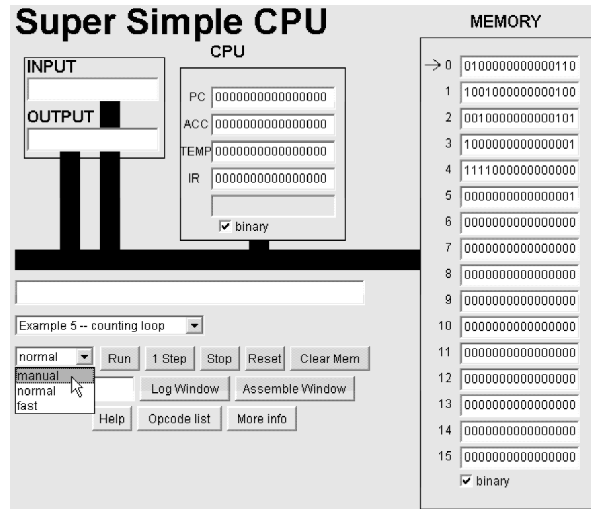 Super Simple CPU
INPUT
OUTPUT
CPU
PC 0000000000000000
ACC 0000000000000000
TEMP 0000000000000000
IR 0000000000000000
binary
Example 5 -- counting loop
normal Run 1 Step Stop Reset Clear Mem
manual
normal
fast
Log Window Assemble Window
Help Opcode list More info
MEMORY
0 0100000000000110
1 1001000000000100
2 0010000000000101
3 1000000000000001
4 1111000000000000
5 0000000000000001
6 0000000000000000
7 0000000000000000
8 0000000000000000
9 0000000000000000
10 0000000000000000
11 0000000000000000
12 0000000000000000
13 0000000000000000
14 0000000000000000
15 0000000000000000
binary